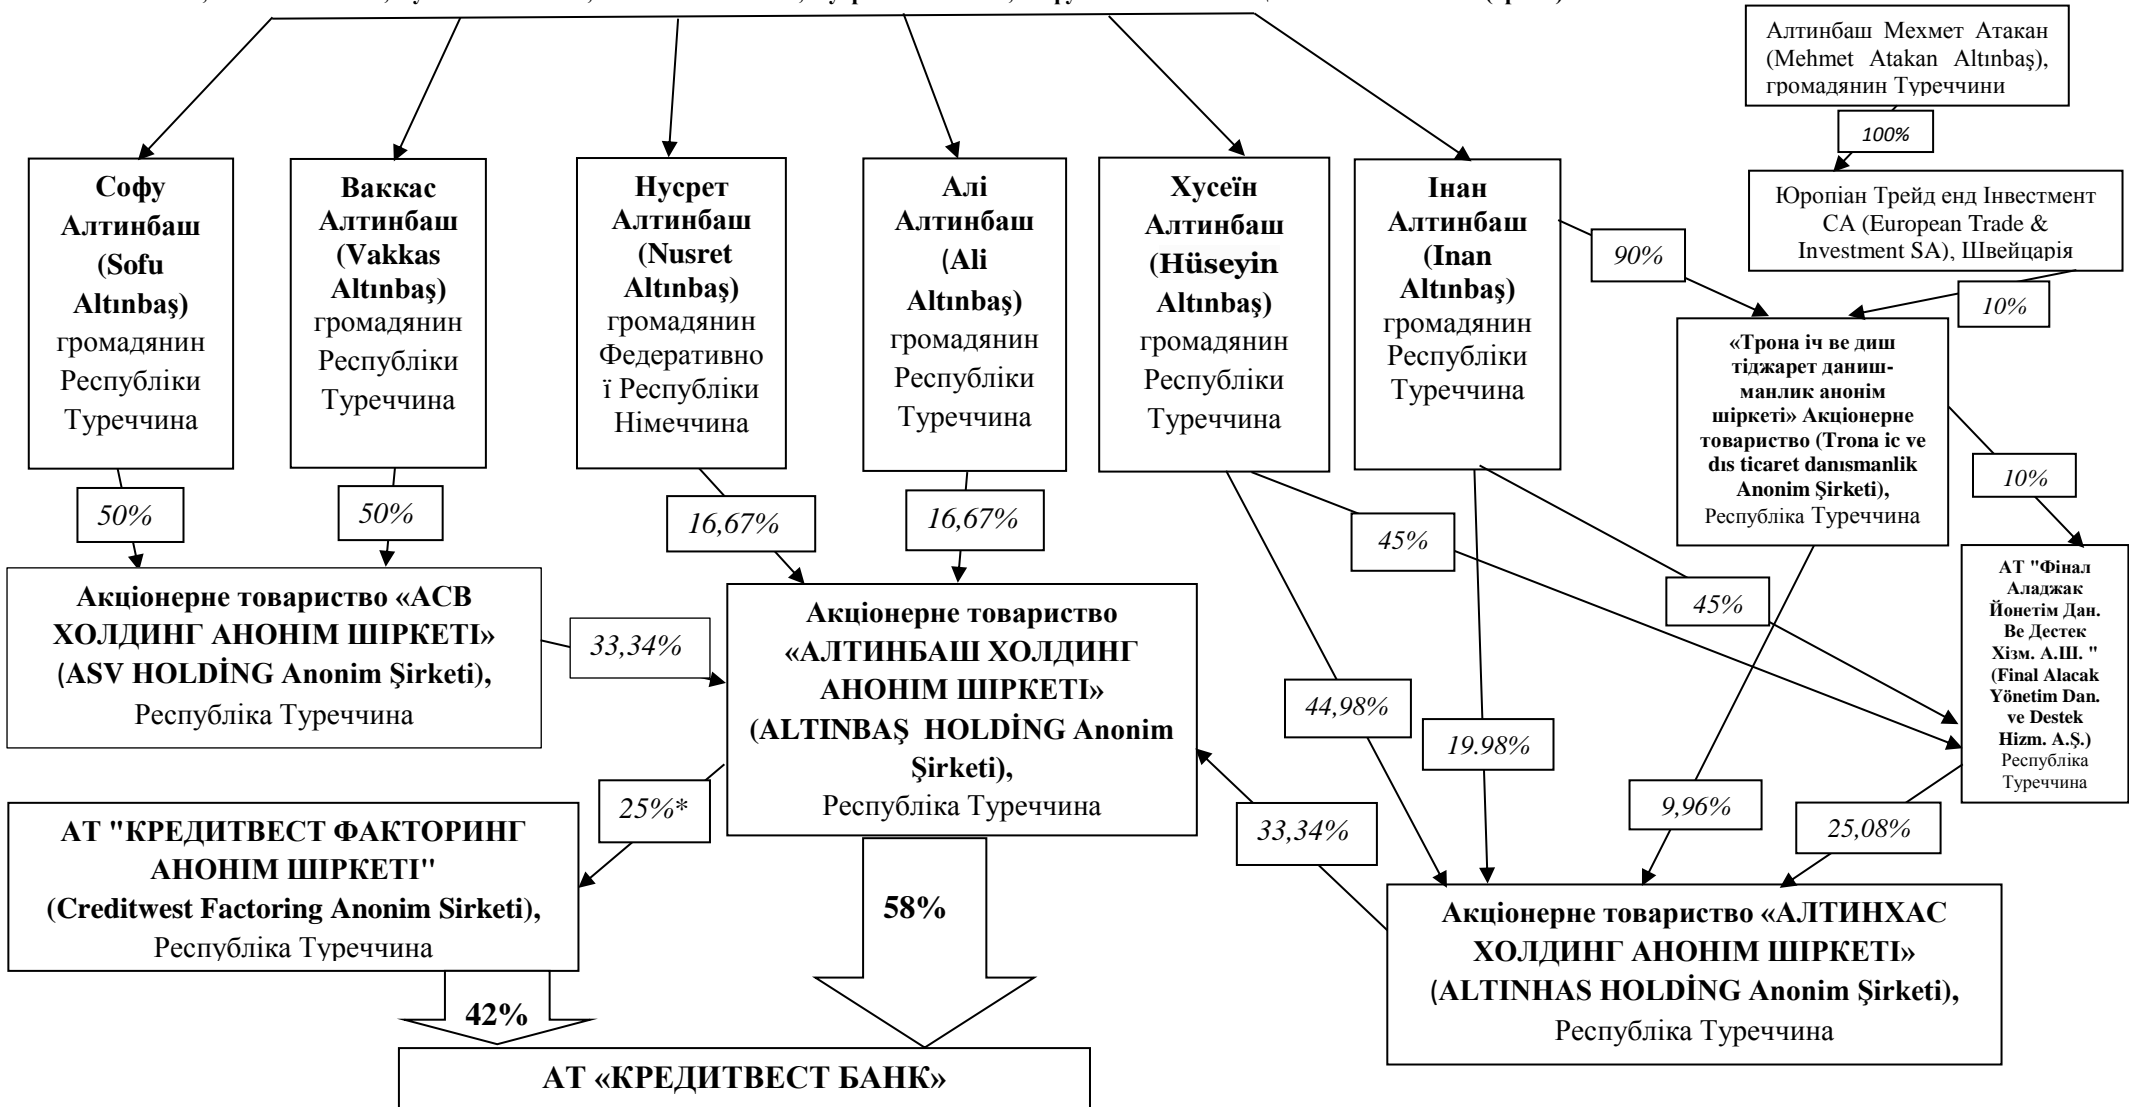 Алтинбаш Мехмет Атакан
(Mehmet Atakan Altınbaş),
громадянин Туреччини
100%
Юропіан Трейд енд Інвестмент
СА (European Trade &
Investment SA), Швейцарія
Софу
Алтинбаш
(Sofu
Altınbaş)
громадянин
Республіки
Туреччина
Ваккас
Алтинбаш
(Vakkas
Altınbaş)
громадянин
Республіки
Туреччина
Нусрет
Алтинбаш
(Nusret
Altınbaş)
громадянин
Федеративно
ї Республіки
Німеччина
Алі
Алтинбаш
(Ali
Altınbaş)
громадянин
Республіки
Туреччина
Хусеїн
Алтинбаш
(Hüseyin
Altınbaş)
громадянин
Республіки
Туреччина
Інан
Алтинбаш
(Inan
Altınbaş)
громадянин
Республіки
Туреччина
90%
10%
«Трона іч ве диш
тіджарет даниш-
манлик анонім
шіркеті» Акціонерне
товариство (Trona ic ve
dıs ticaret danısmanlik
Anonim Şirketi),
Республіка Туреччина
10%
50%
50%
16,67%
16,67%
45%
45%
АТ "Фінал
Аладжак
Йонетім Дан.
Ве Дестек
Хізм. А.Ш. "
(Final Alacak
Yönetim Dan.
ve Destek
Hizm. A.Ş.)
Республіка
Туреччина
Акціонерне товариство «АСВ
ХОЛДИНГ АНОНІМ ШІРКЕТІ»
(ASV HOLDİNG Anonim Şirketi),
Республіка Туреччина
33,34%
Акціонерне товариство
«АЛТИНБАШ ХОЛДИНГ
АНОНІМ ШІРКЕТІ»
(ALTINBAŞ HOLDİNG Anonim
Şirketi),
Республіка Туреччина
44,98%
19.98%
25%*
33,34%
9,96%
25,08%
АТ "КРЕДИТВЕСТ ФАКТОРИНГ
АНОНІМ ШІРКЕТІ"
(Creditwest Factoring Anonim Sirketi),
Республіка Туреччина
58%
Акціонерне товариство «АЛТИНХАС
ХОЛДИНГ АНОНІМ ШІРКЕТІ»
(ALTINHAS HOLDİNG Anonim Şirketi),
Республіка Туреччина
42%
АТ «КРЕДИТВЕСТ БАНК»